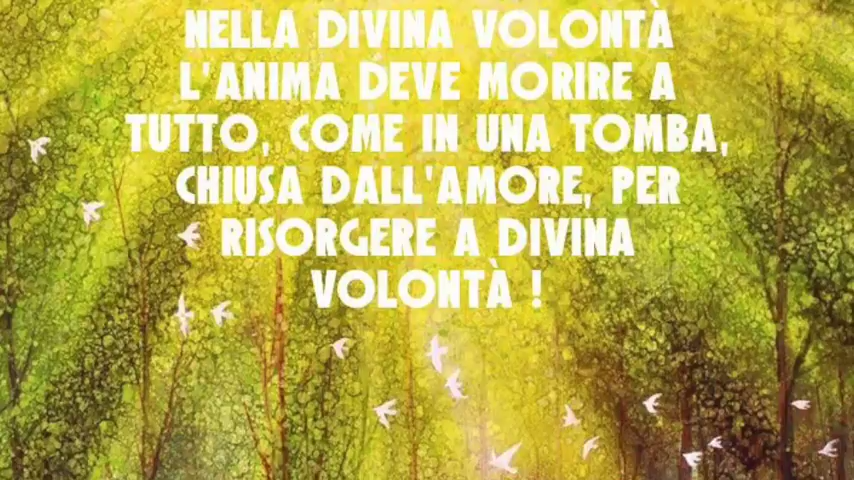 NELLA DIVINA VOLONTÀ
L'ANIMA DEVE MORIRE A
TUTTO, COME IN UNA TOMBA,
CHIUSA DALL'AMORE, PER
RISORGERE A DIVINA
VOLONTÀ !